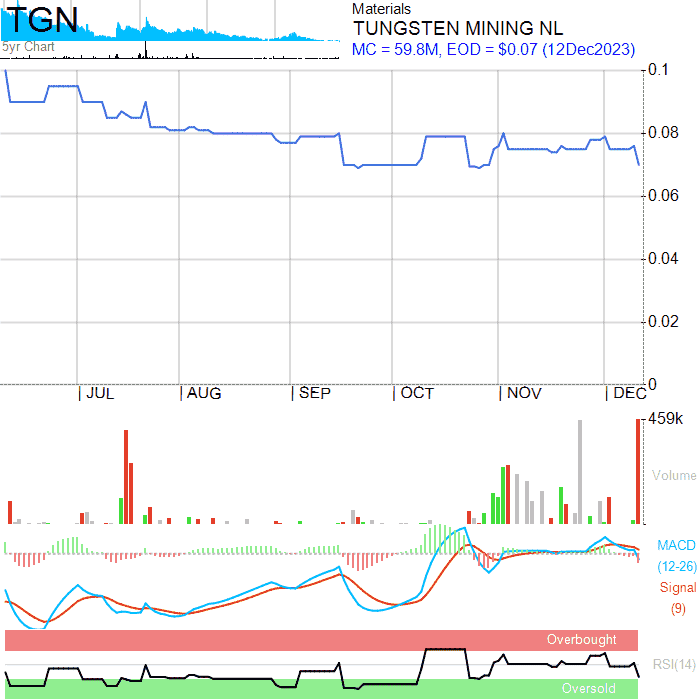 TGN
5yr Chart
Materials
TUNGSTEN MINING NL
MC = 59.8M, EOD = $0.07 (12Dec2023)
0.1
0.08
0.06
0.04
0.02
0
JUL
AUG
SEP
OCT
NOV
DEC
459k
Volume
MACD
(12-26)
Signal
(9)
Overbought
RSI(14)
Oversold